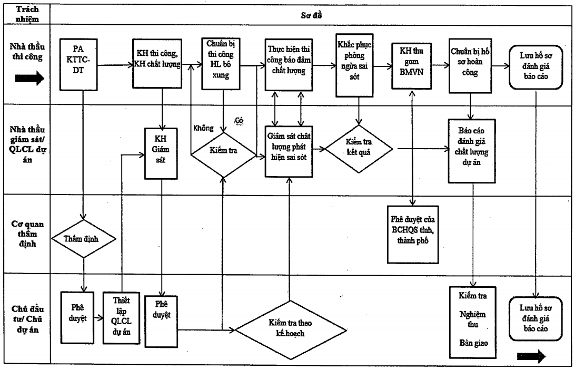 Trách
nhiệm
Sơ đồ
Nhà thầu
thi công
PA
KTTC-
DT
KH thi công,
KH chất lượng
Chuẩn bị
thi công
HL bổ
xung
Thực hiện thi
công bảo đảm
chất lượng
Khắc phục
phòng
ngừa sai
sót
KH thu
gom
BMVN
Chuẩn bị hồ
sơ hoàn
công
Lưu hồ sơ
đánh giá
báo cáo
Nhà thầu
giám sát/
QLCL dự
án
KH
Giám
sát
Không
Có
Kiểm tra
Giám sát chất
lượng phát
hiện sai sót
Kiểm tra
kết quả
Báo cáo
đánh giá
chất lượng
dự án
Cơ quan
thẩm
định
Thẩm định
Phê duyệt của
BCHQS tỉnh,
thành phố
Chủ đầu
tư/ Chủ
dự án
Phê
duyệt
Thiết
lập
QLCL
dự án
Phê
duyệt
Kiểm tra theo
kế.hoạch
Kiểm tra
Nghiệm
thu
Bàn giao
Lưu hồ sơ
đánh giá
báo cáo